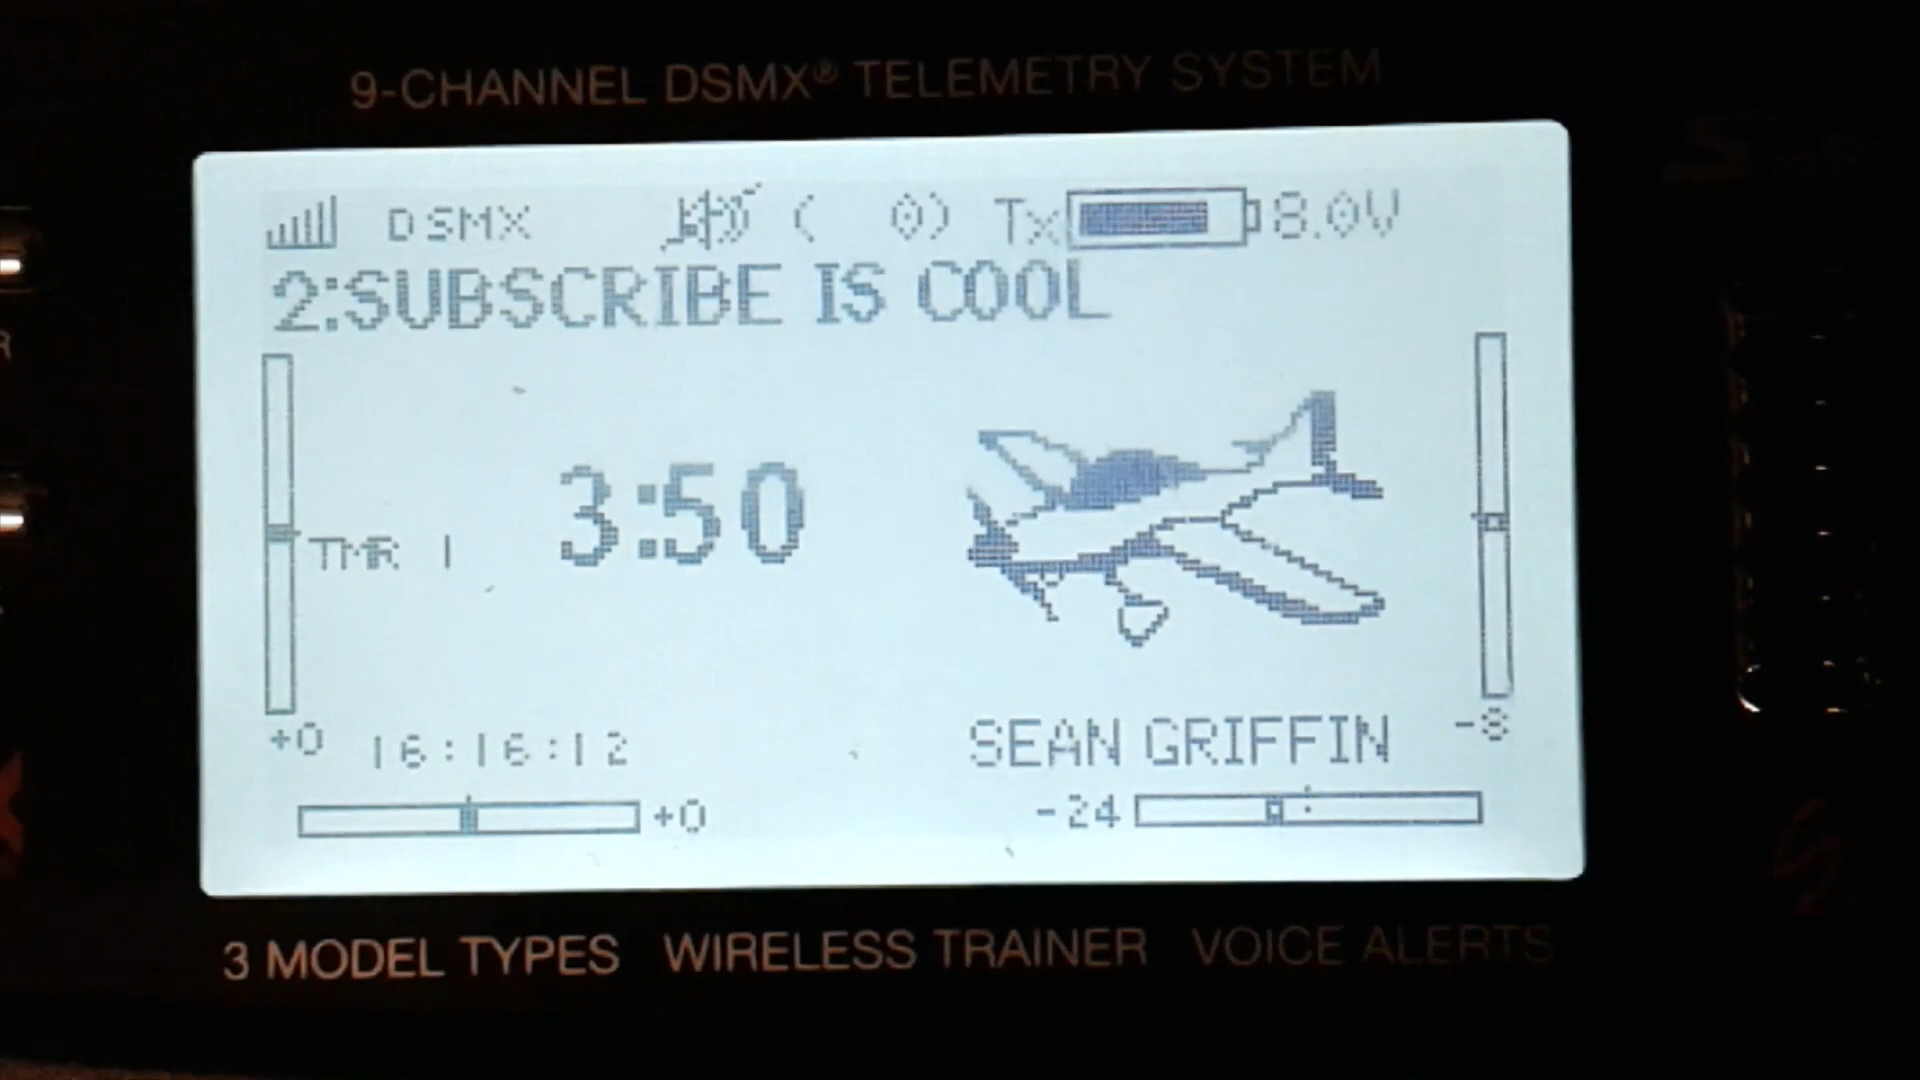 9-CHANNEL DSMX® TELEMETRY SYSTEM
DSMX ( 0) Tx 8.0V
2:SUBSCRIBE IS COOL
TMR 1 3:50
+0 16:16:12 SEAN GRIFFIN -8
+0 -24
3 MODEL TYPES WIRELESS TRAINER VOICE ALERTS